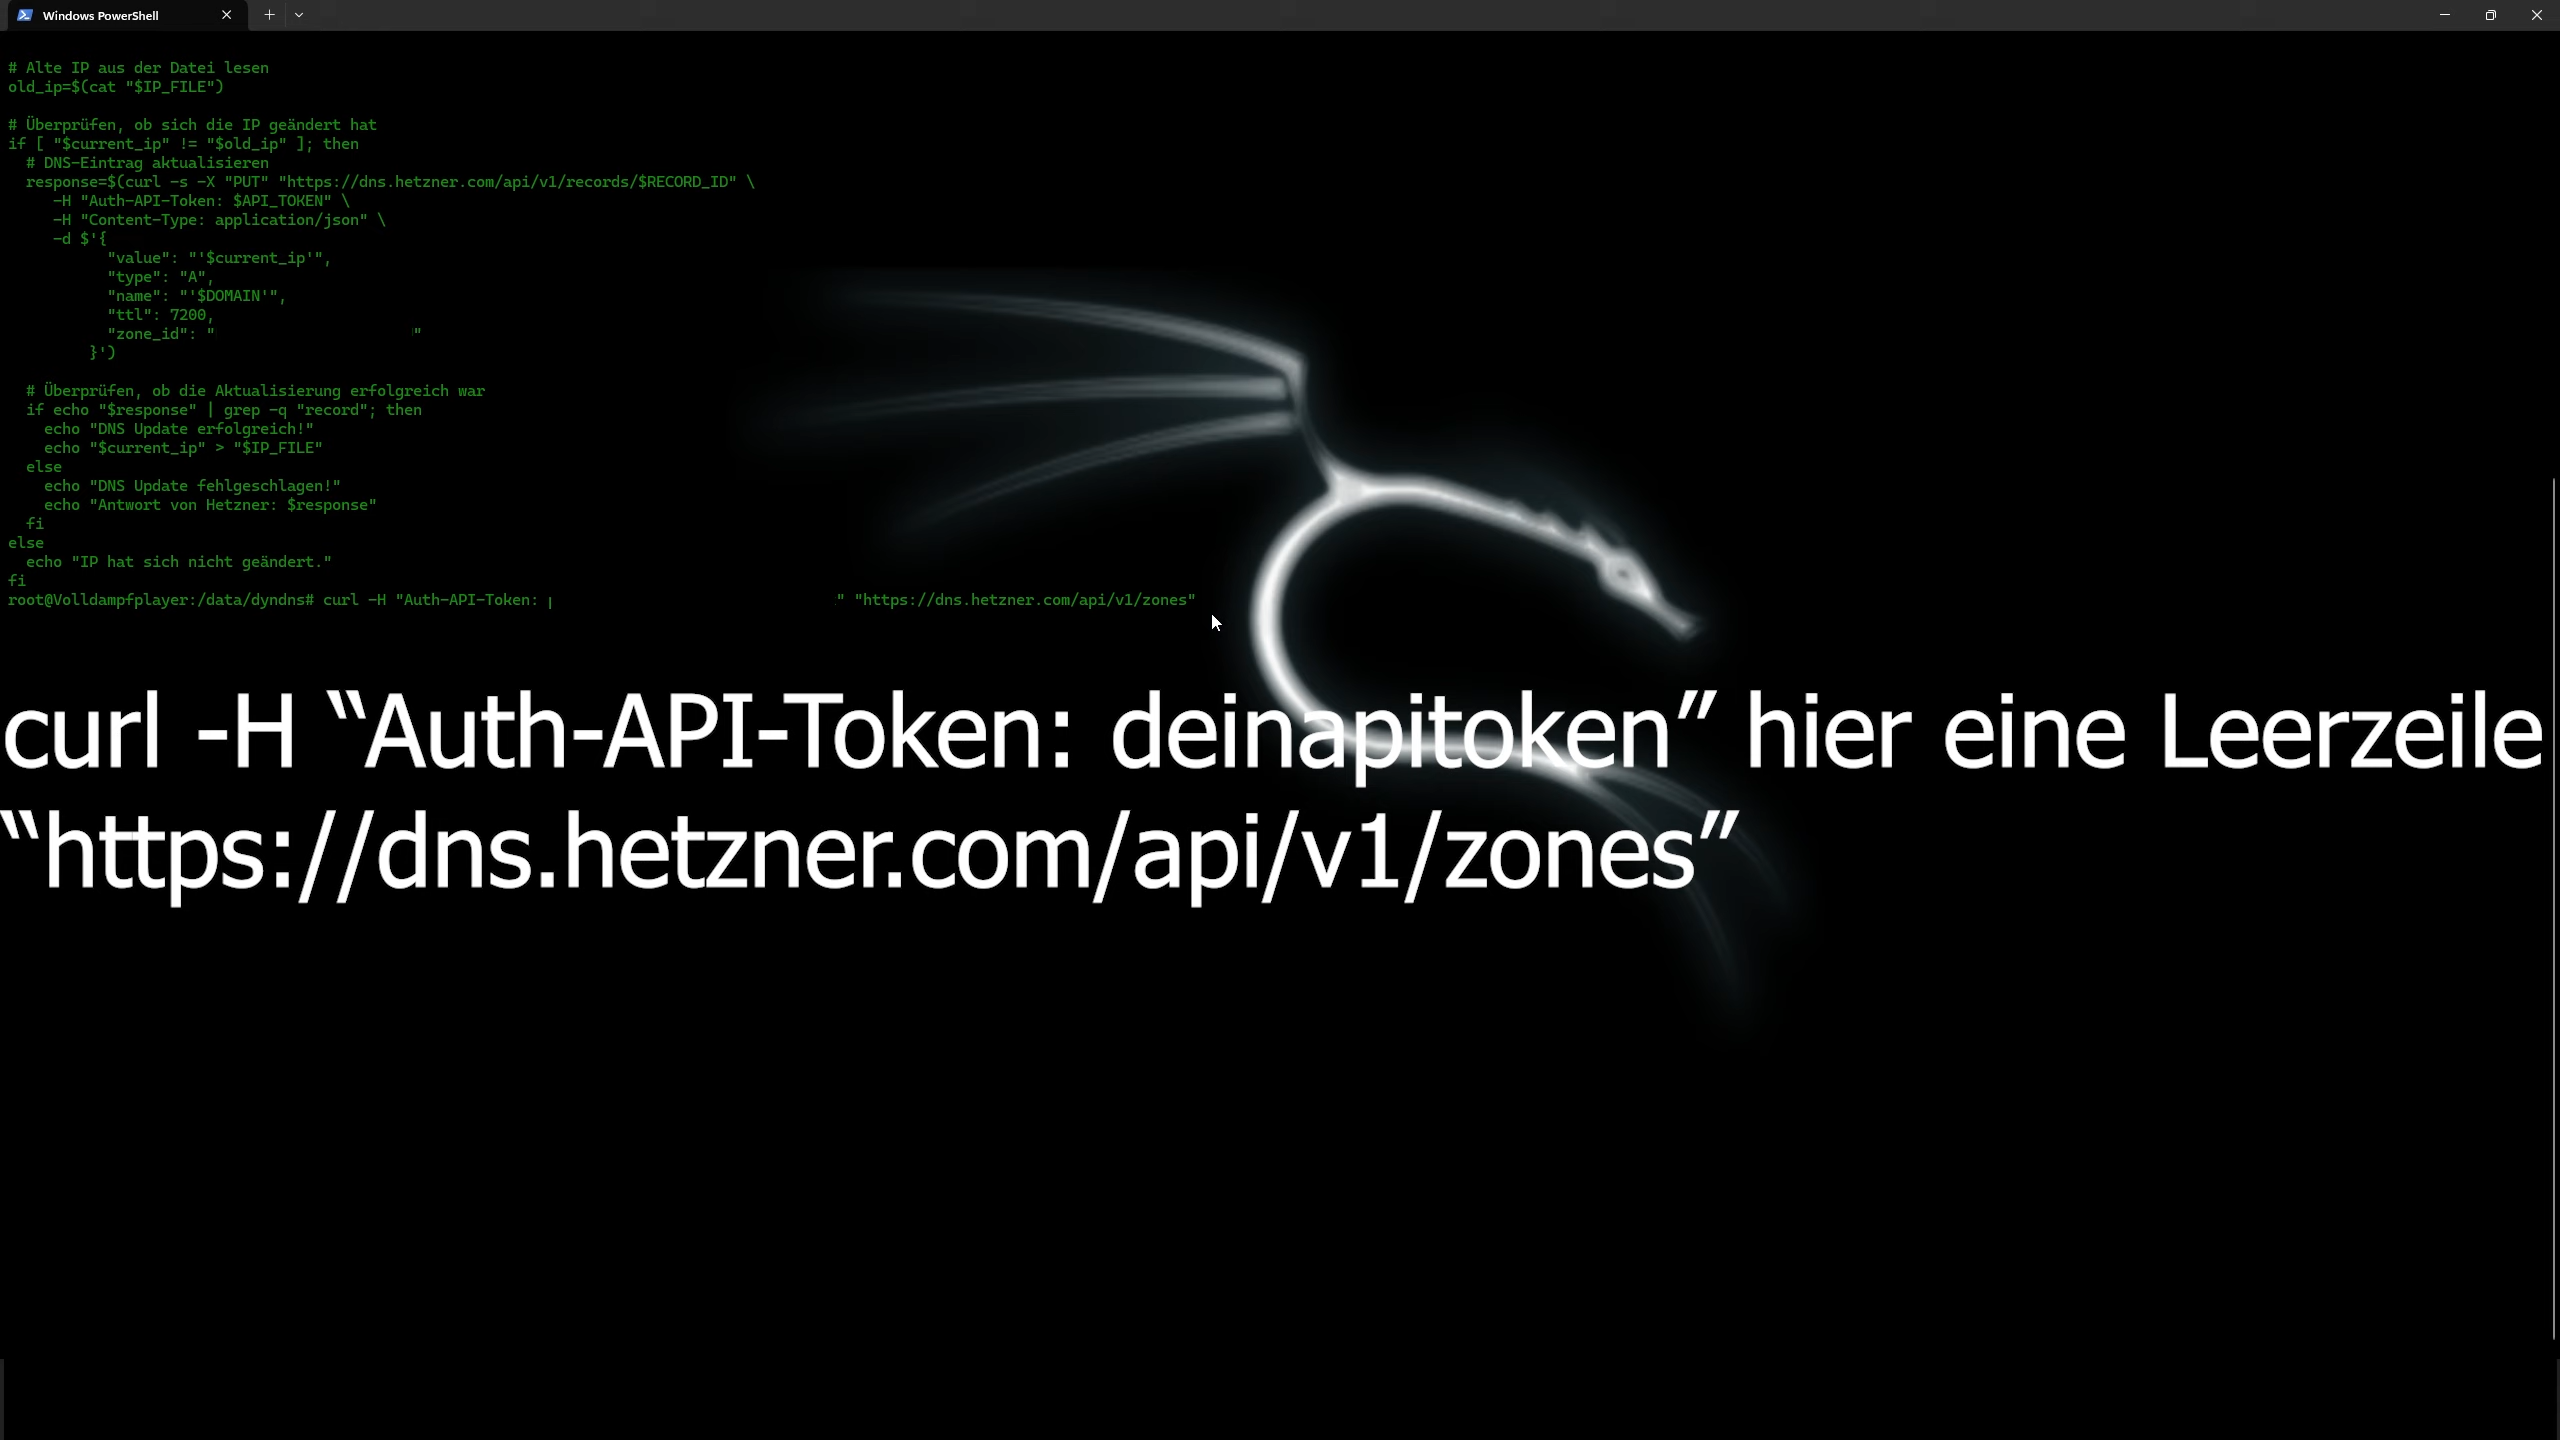 Windows PowerShell
# Alte IP aus der Datei lesen
old_ip=$(cat "$IP_FILE")
# Überprüfen, ob sich die IP geändert hat
if [ "$current_ip" != "$old_ip" ]; then
  # DNS-Eintrag aktualisieren
  response=$(curl -s -X "PUT" "https://dns.hetzner.com/api/v1/records/$RECORD_ID" \
     -H "Auth-API-Token: $API_TOKEN" \
     -H "Content-Type: application/json" \
     -d $'{
           "value": "'$current_ip'",
           "type": "A",
           "name": "'$DOMAIN'",
           "ttl": 7200,
           "zone_id": " "
         }')
  # Überprüfen, ob die Aktualisierung erfolgreich war
  if echo "$response" | grep -q "record"; then
    echo "DNS Update erfolgreich!"
    echo "$current_ip" > "$IP_FILE"
  else
    echo "DNS Update fehlgeschlagen!"
    echo "Antwort von Hetzner: $response"
  fi
else
  echo "IP hat sich nicht geändert."
fi
root@Volldampfplayer:/data/dyndns# curl -H "Auth-API-Token: " "https://dns.hetzner.com/api/v1/zones"
curl -H “Auth-API-Token: deinapitoken” hier eine Leerzeile
“https://dns.hetzner.com/api/v1/zones”